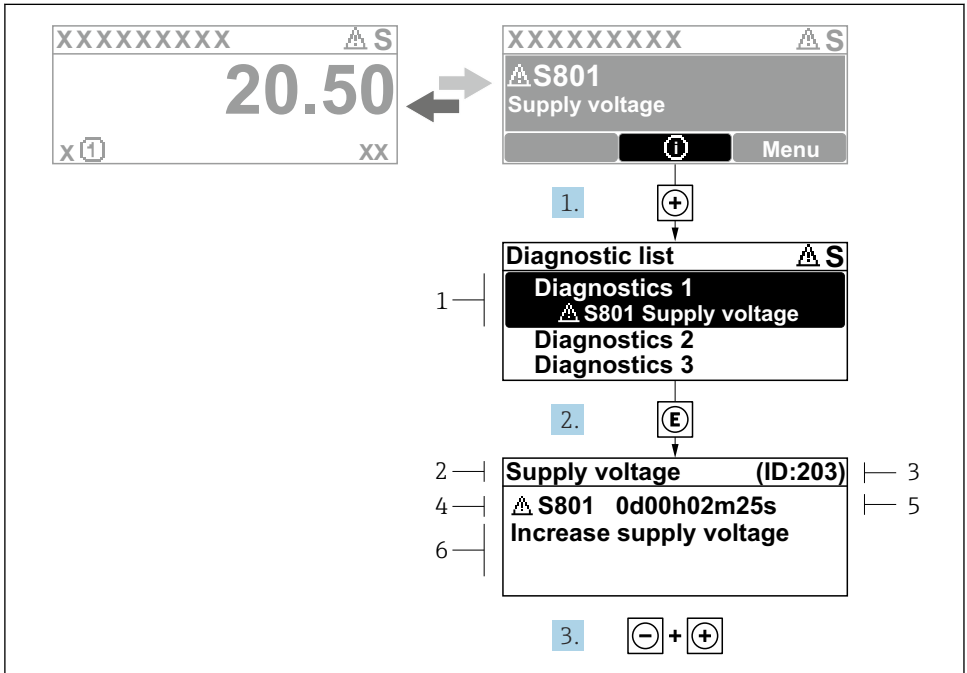 XXXXXXXXX ⚠ S
20.50
x ① XX
XXXXXXXXX ⚠ S
⚠ S801
Supply voltage
ⓘ Menu
1. +
Diagnostic list ⚠ S
1
Diagnostics 1
⚠ S801 Supply voltage
Diagnostics 2
Diagnostics 3
2. E
2 Supply voltage (ID:203) 3
4 ⚠ S801 0d00h02m25s 5
6 Increase supply voltage
3. - + +